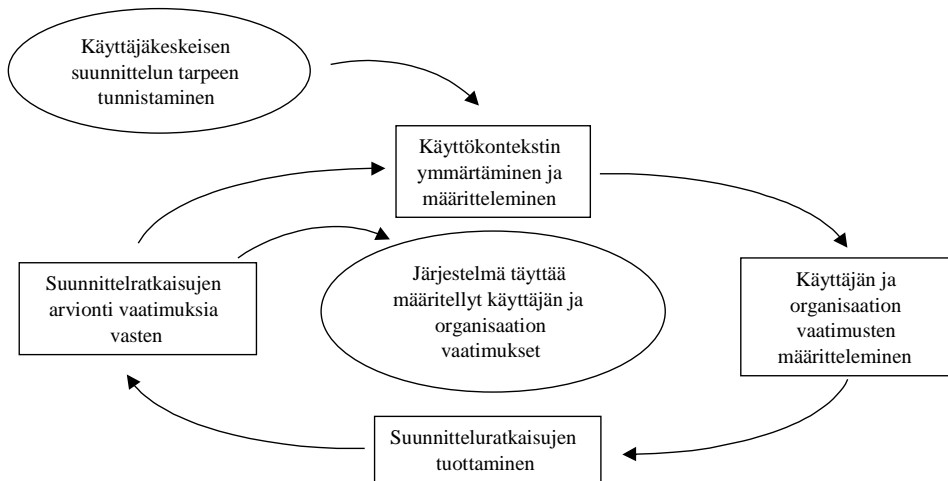 Käyttäjäkeskeisen
suunnittelun tarpeen
tunnistaminen
Käyttökontekstin
ymmärtäminen ja
määritteleminen
Suunnittelratkaisujen
arvionti vaatimuksia
vasten
Järjestelmä täyttää
määritellyt käyttäjän ja
organisaation
vaatimukset
Käyttäjän ja
organisaation
vaatimusten
määritteleminen
Suunnitteluratkaisujen
tuottaminen